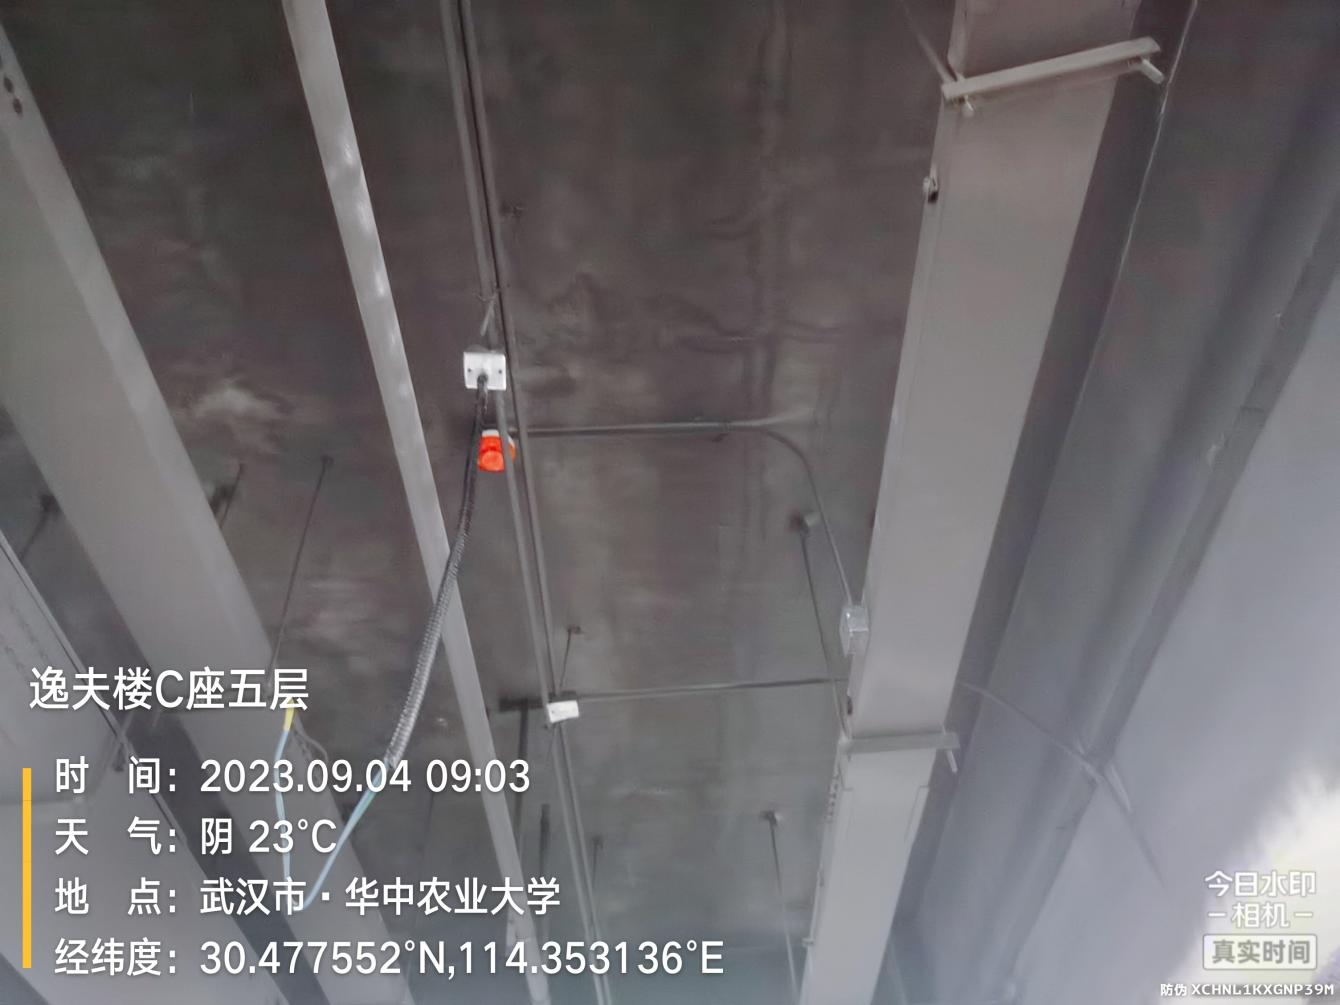 逸夫楼C座五层
时 间：2023.09.04 09:03
天 气：阴 23°C
地 点：武汉市·华中农业大学
经纬度：30.477552°N,114.353136°E
今日水印
-相机-
真实时间
防伪 XCHNL1KXGNP39M